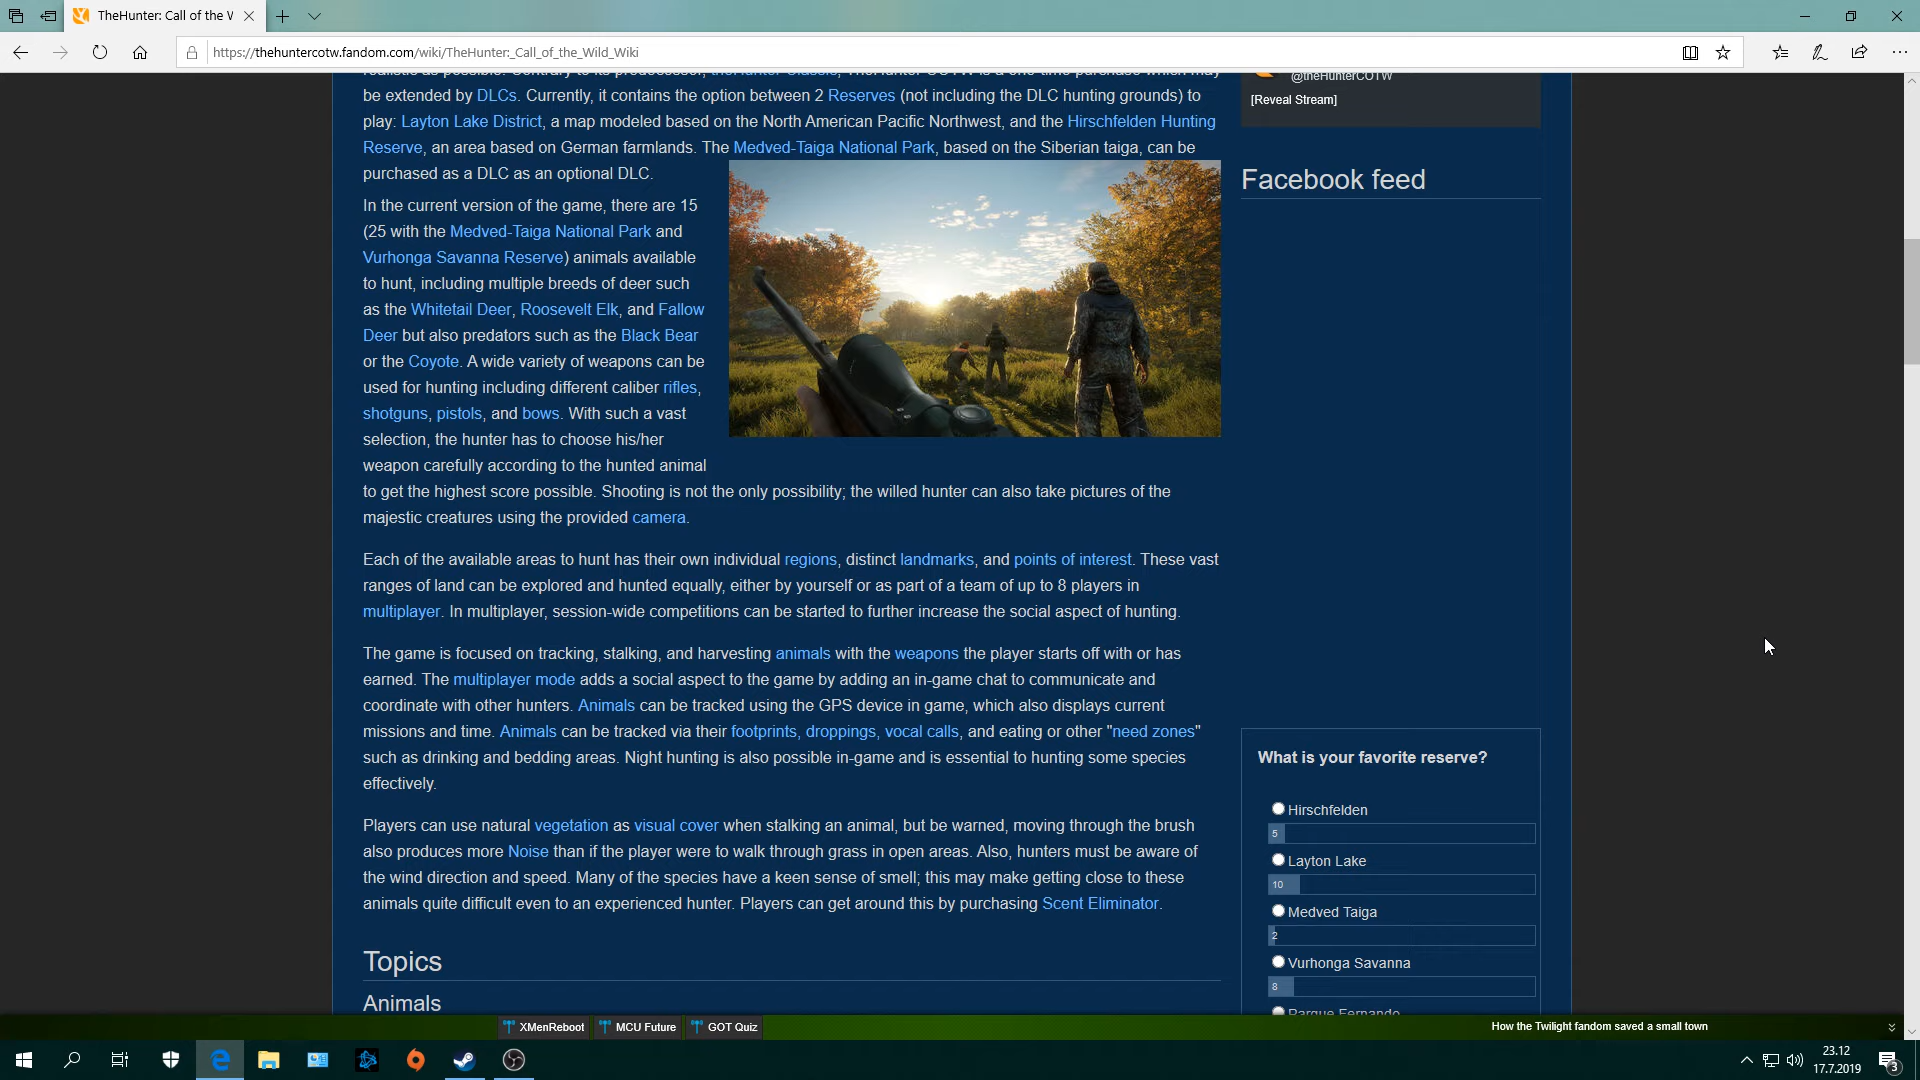 TheHunter: Call of the W
https://thehuntercotw.fandom.com/wiki/TheHunter:_Call_of_the_Wild_Wiki
realistic as possible. Contrary to its predecessor, theHunter Classic, TheHunter COTW is a one-time purchase which may
be extended by DLCs. Currently, it contains the option between 2 Reserves (not including the DLC hunting grounds) to
play: Layton Lake District, a map modeled based on the North American Pacific Northwest, and the Hirschfelden Hunting
Reserve, an area based on German farmlands. The Medved-Taiga National Park, based on the Siberian taiga, can be
purchased as a DLC as an optional DLC.
In the current version of the game, there are 15
(25 with the Medved-Taiga National Park and
Vurhonga Savanna Reserve) animals available
to hunt, including multiple breeds of deer such
as the Whitetail Deer, Roosevelt Elk, and Fallow
Deer but also predators such as the Black Bear
or the Coyote. A wide variety of weapons can be
used for hunting including different caliber rifles,
shotguns, pistols, and bows. With such a vast
selection, the hunter has to choose his/her
weapon carefully according to the hunted animal
to get the highest score possible. Shooting is not the only possibility; the willed hunter can also take pictures of the
majestic creatures using the provided camera.
Each of the available areas to hunt has their own individual regions, distinct landmarks, and points of interest. These vast
ranges of land can be explored and hunted equally, either by yourself or as part of a team of up to 8 players in
multiplayer. In multiplayer, session-wide competitions can be started to further increase the social aspect of hunting.
The game is focused on tracking, stalking, and harvesting animals with the weapons the player starts off with or has
earned. The multiplayer mode adds a social aspect to the game by adding an in-game chat to communicate and
coordinate with other hunters. Animals can be tracked using the GPS device in game, which also displays current
missions and time. Animals can be tracked via their footprints, droppings, vocal calls, and eating or other "need zones"
such as drinking and bedding areas. Night hunting is also possible in-game and is essential to hunting some species
effectively.
Players can use natural vegetation as visual cover when stalking an animal, but be warned, moving through the brush
also produces more Noise than if the player were to walk through grass in open areas. Also, hunters must be aware of
the wind direction and speed. Many of the species have a keen sense of smell; this may make getting close to these
animals quite difficult even to an experienced hunter. Players can get around this by purchasing Scent Eliminator.
Topics
Animals
@theHunterCOTW
[Reveal Stream]
Facebook feed
What is your favorite reserve?
Hirschfelden
5
Layton Lake
10
Medved Taiga
2
Vurhonga Savanna
8
Parque Fernando
XMenReboot
MCU Future
GOT Quiz
How the Twilight fandom saved a small town
23.12
17.7.2019
3